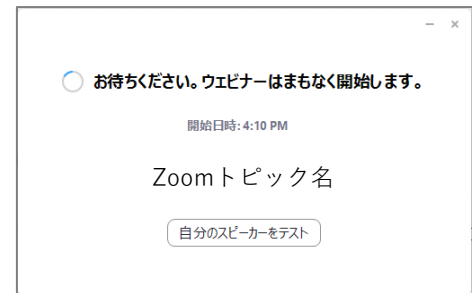 お待ちください。ウェビナーはまもなく開始します。
開始日時: 4:10 PM
Zoomトピック名
自分のスピーカーをテスト